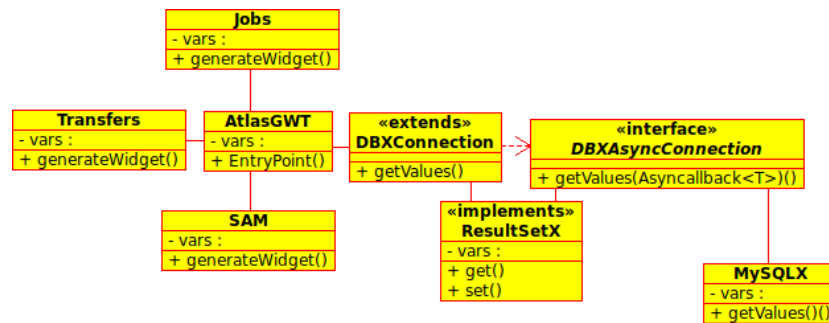 Jobs
- vars :
+ generateWidget()
Transfers
- vars :
+ generateWidget()
AtlasGWT
- vars :
+ EntryPoint()
«extends»
DBXConnection
+ getValues()
«interface»
DBXAsyncConnection
+ getValues(Asyncallback<T>)()
SAM
- vars :
+ generateWidget()
«implements»
ResultSetX
- vars :
+ get()
+ set()
MySQLX
- vars :
+ getValues()()